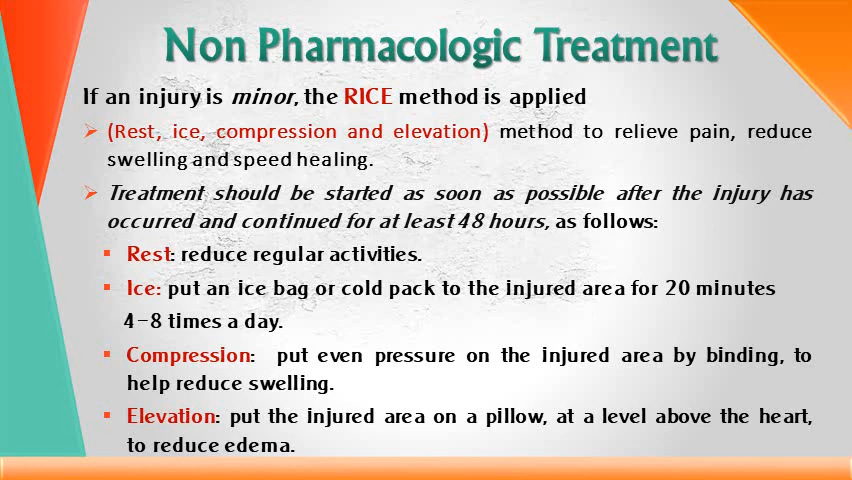 Non Pharmacologic Treatment
If an injury is minor, the RICE method is applied
➢ (Rest, ice, compression and elevation) method to relieve pain, reduce
swelling and speed healing.
➢ Treatment should be started as soon as possible after the injury has
occurred and continued for at least 48 hours, as follows:
▪ Rest: reduce regular activities.
▪ Ice: put an ice bag or cold pack to the injured area for 20 minutes
4-8 times a day.
▪ Compression: put even pressure on the injured area by binding, to
help reduce swelling.
▪ Elevation: put the injured area on a pillow, at a level above the heart,
to reduce edema.